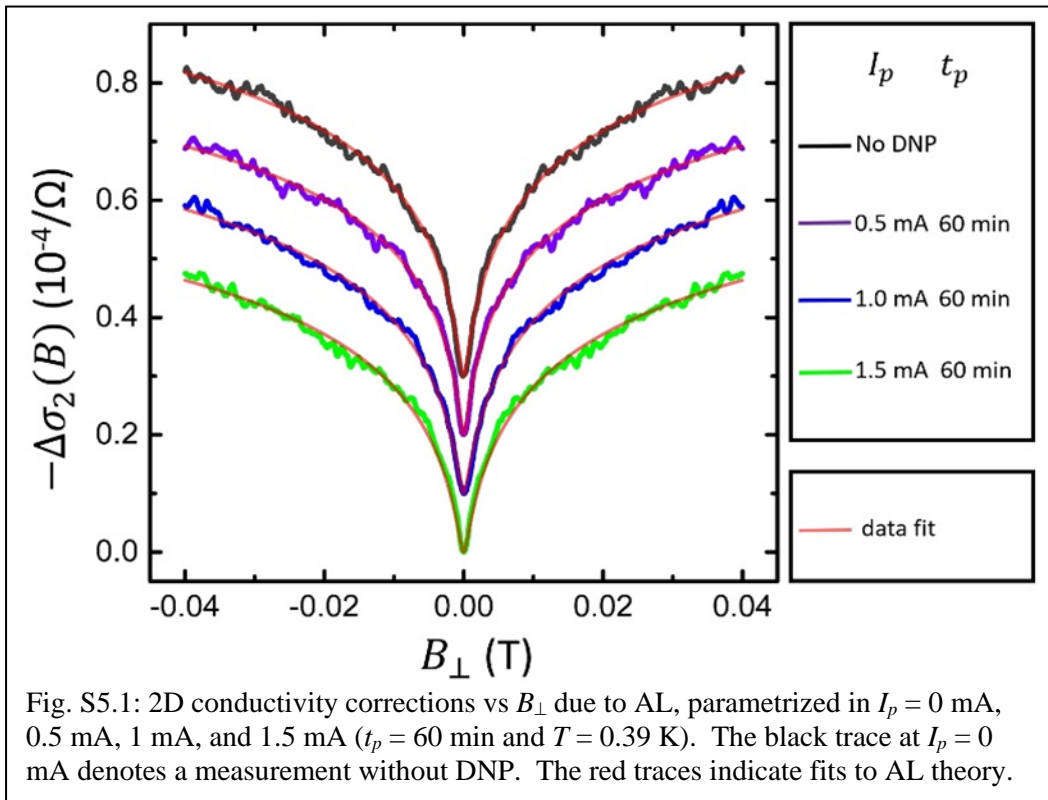 0.8
0.6
0.4
0.2
0.0
−Δσ₂(B) (10⁻⁴/Ω)
-0.04 -0.02 0.00 0.02 0.04
B⊥ (T)
Iₚ tₚ
No DNP
0.5 mA 60 min
1.0 mA 60 min
1.5 mA 60 min
data fit
Fig. S5.1: 2D conductivity corrections vs B⊥ due to AL, parametrized in Iₚ = 0 mA,
0.5 mA, 1 mA, and 1.5 mA (tₚ = 60 min and T = 0.39 K). The black trace at Iₚ = 0
mA denotes a measurement without DNP. The red traces indicate fits to AL theory.